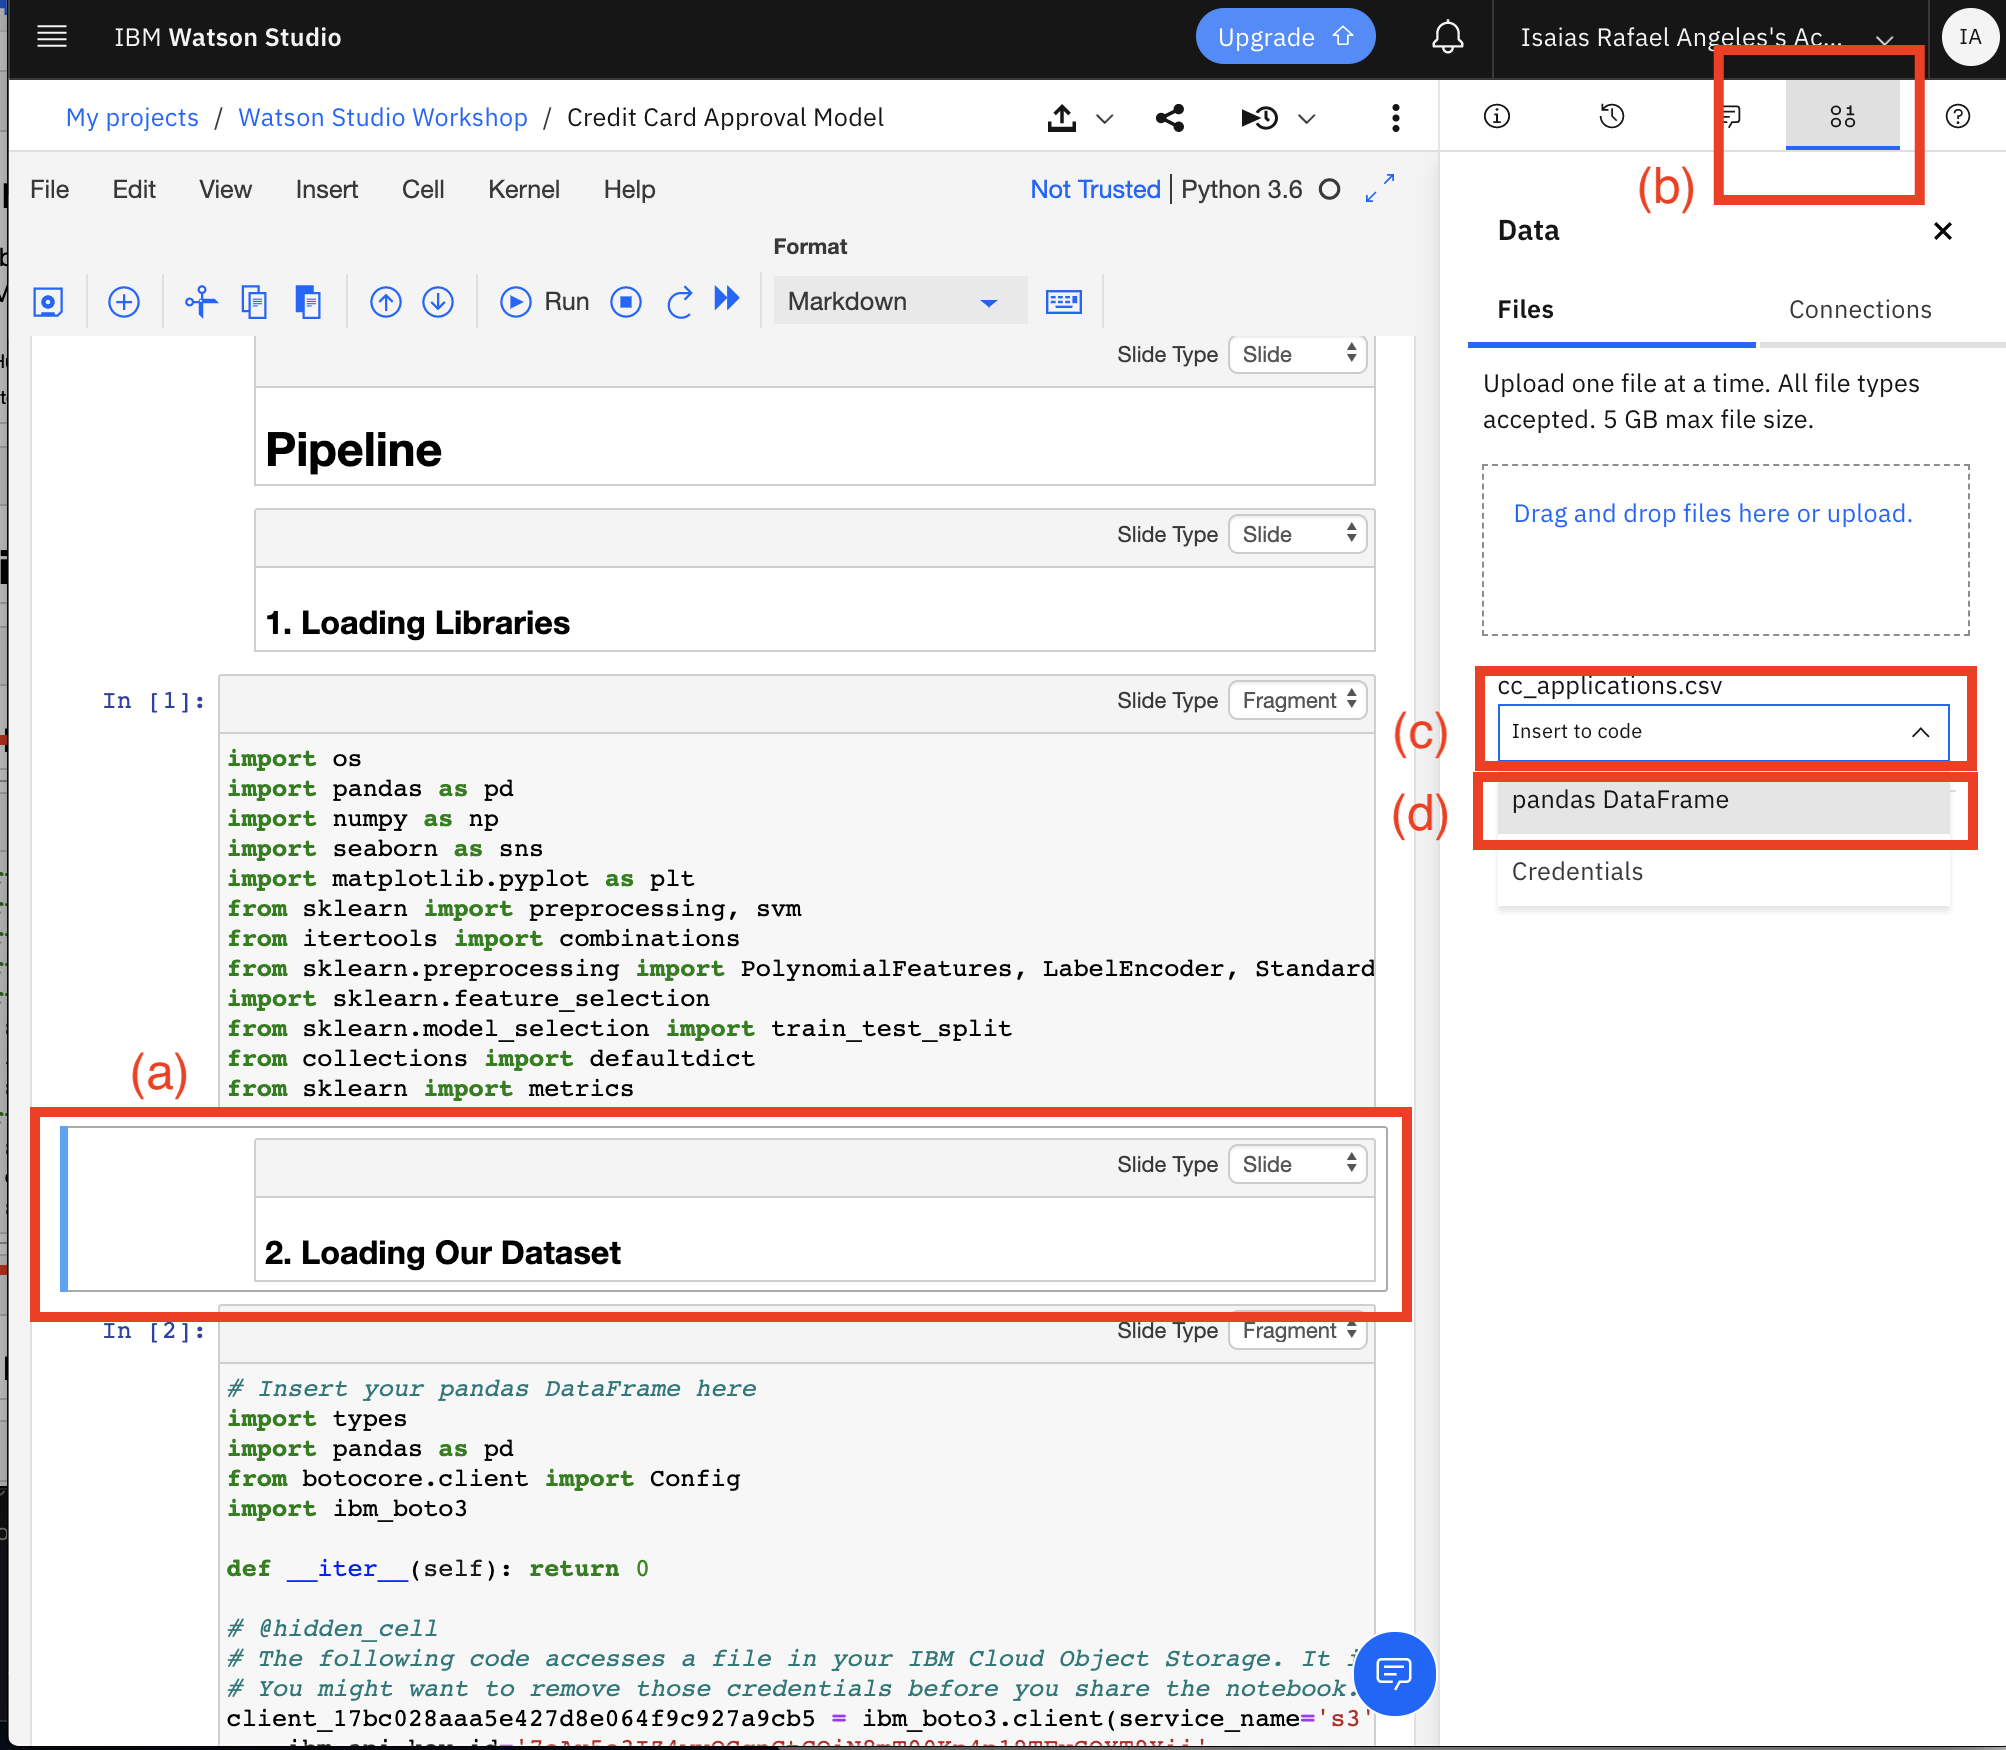 IBM Watson Studio
Upgrade
Isaias Rafael Angeles's Ac...
IA
My projects / Watson Studio Workshop / Credit Card Approval Model
File Edit View Insert Cell Kernel Help
Not Trusted | Python 3.6
Format
Run
Markdown
Slide Type Slide
Pipeline
Slide Type Slide
1. Loading Libraries
In [1]:
Slide Type Fragment
import os
import pandas as pd
import numpy as np
import seaborn as sns
import matplotlib.pyplot as plt
from sklearn import preprocessing, svm
from itertools import combinations
from sklearn.preprocessing import PolynomialFeatures, LabelEncoder, Standard
import sklearn.feature_selection
from sklearn.model_selection import train_test_split
from collections import defaultdict
from sklearn import metrics
(a)
Slide Type Slide
2. Loading Our Dataset
In [2]:
Slide Type Fragment
# Insert your pandas DataFrame here
import types
import pandas as pd
from botocore.client import Config
import ibm_boto3
def __iter__(self): return 0
# @hidden_cell
# The following code accesses a file in your IBM Cloud Object Storage. It i
# You might want to remove those credentials before you share the notebook.
client_17bc028aaa5e427d8e064f9c927a9cb5 = ibm_boto3.client(service_name='s3'
(b)
Data
Files
Connections
Upload one file at a time. All file types
accepted. 5 GB max file size.
Drag and drop files here or upload.
cc_applications.csv
(c)
Insert to code
(d)
pandas DataFrame
Credentials